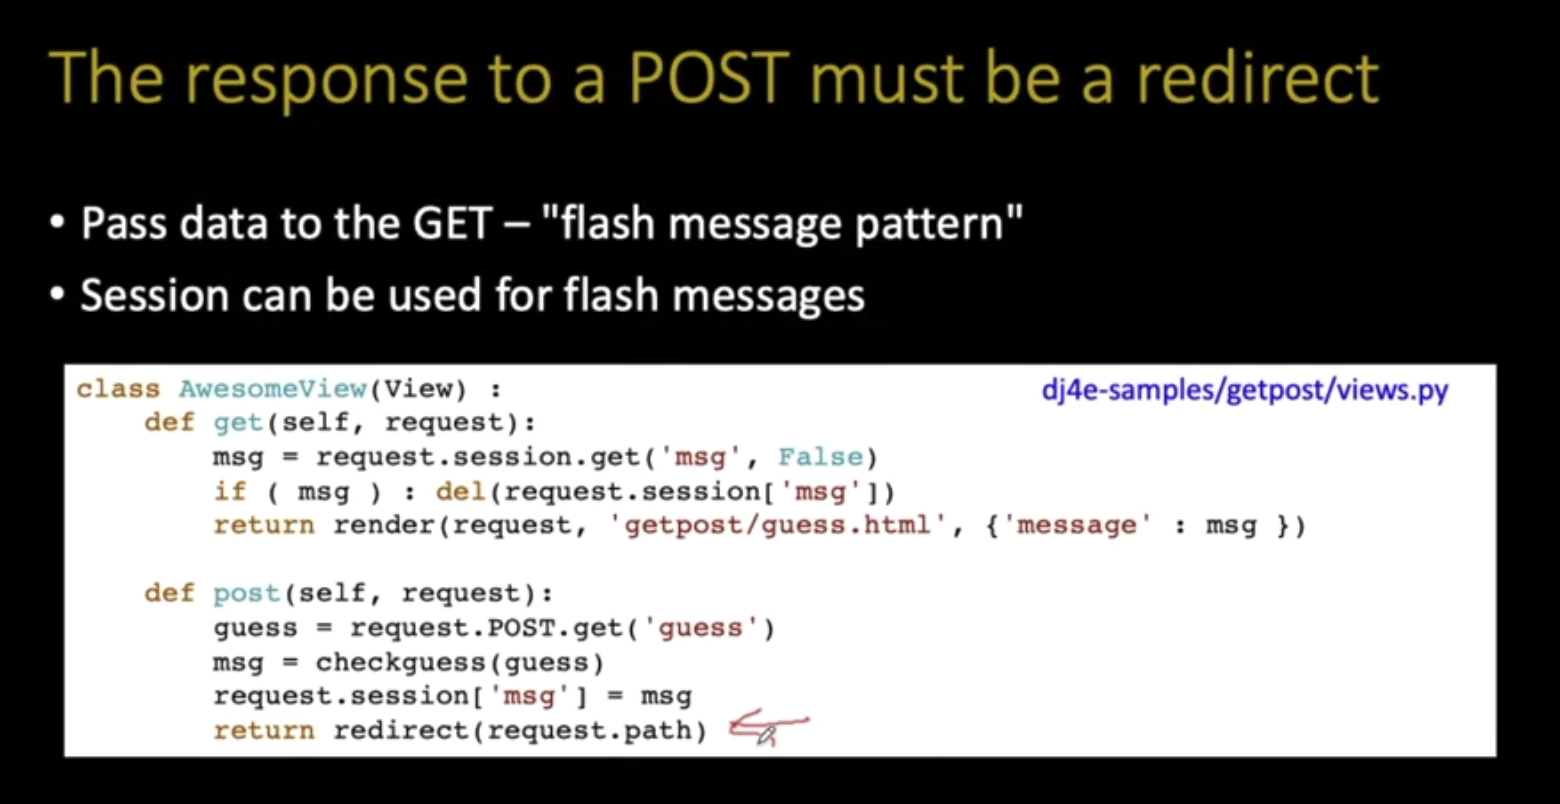 The response to a POST must be a redirect
• Pass data to the GET – "flash message pattern"
• Session can be used for flash messages
dj4e-samples/getpost/views.py
class AwesomeView(View) :
    def get(self, request):
        msg = request.session.get('msg', False)
        if ( msg ) : del(request.session['msg'])
        return render(request, 'getpost/guess.html', {'message' : msg })

    def post(self, request):
        guess = request.POST.get('guess')
        msg = checkguess(guess)
        request.session['msg'] = msg
        return redirect(request.path)